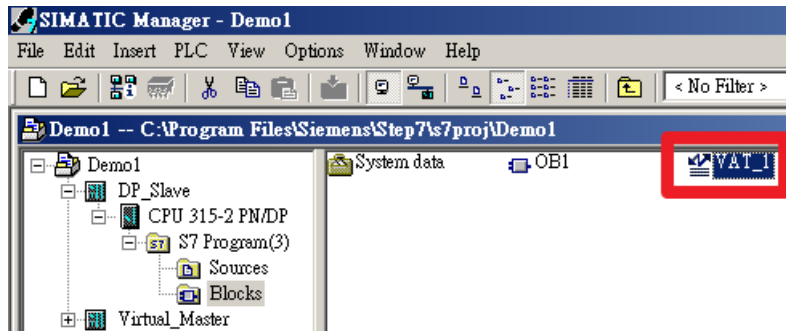 SIMATIC Manager - Demo1
File Edit Insert PLC View Options Window Help
< No Filter >
Demo1 -- C:\Program Files\Siemens\Step7\s7proj\Demo1
Demo1
System data
OB1
VAT_1
DP_Slave
CPU 315-2 PN/DP
S7 Program(3)
Sources
Blocks
Virtual_Master